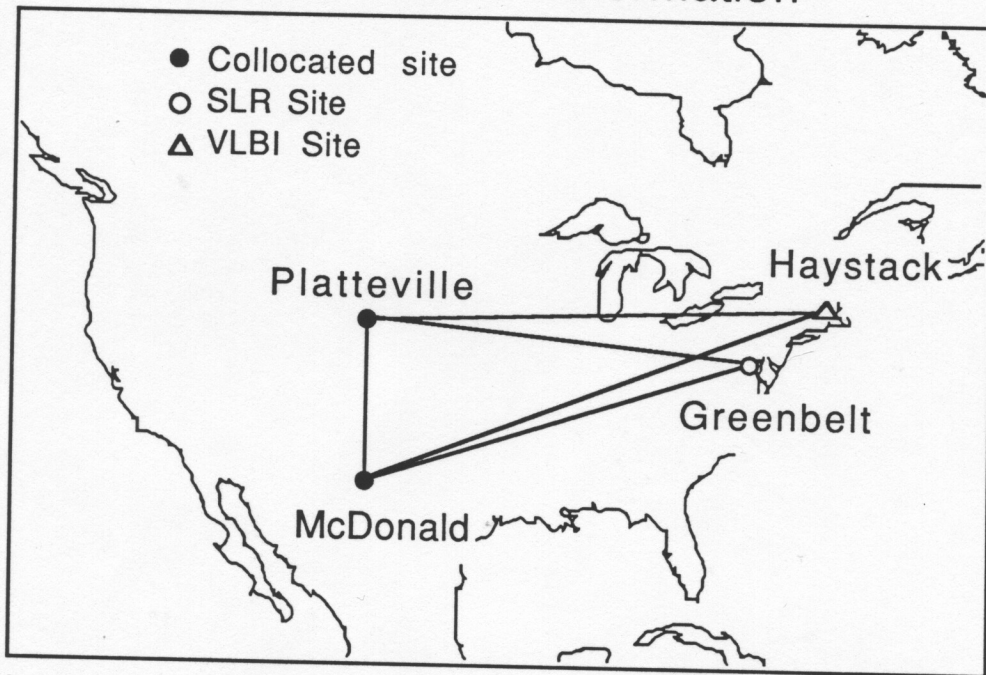 Collocated site
SLR Site
VLBI Site
Haystack
Platteville
Greenbelt
McDonald